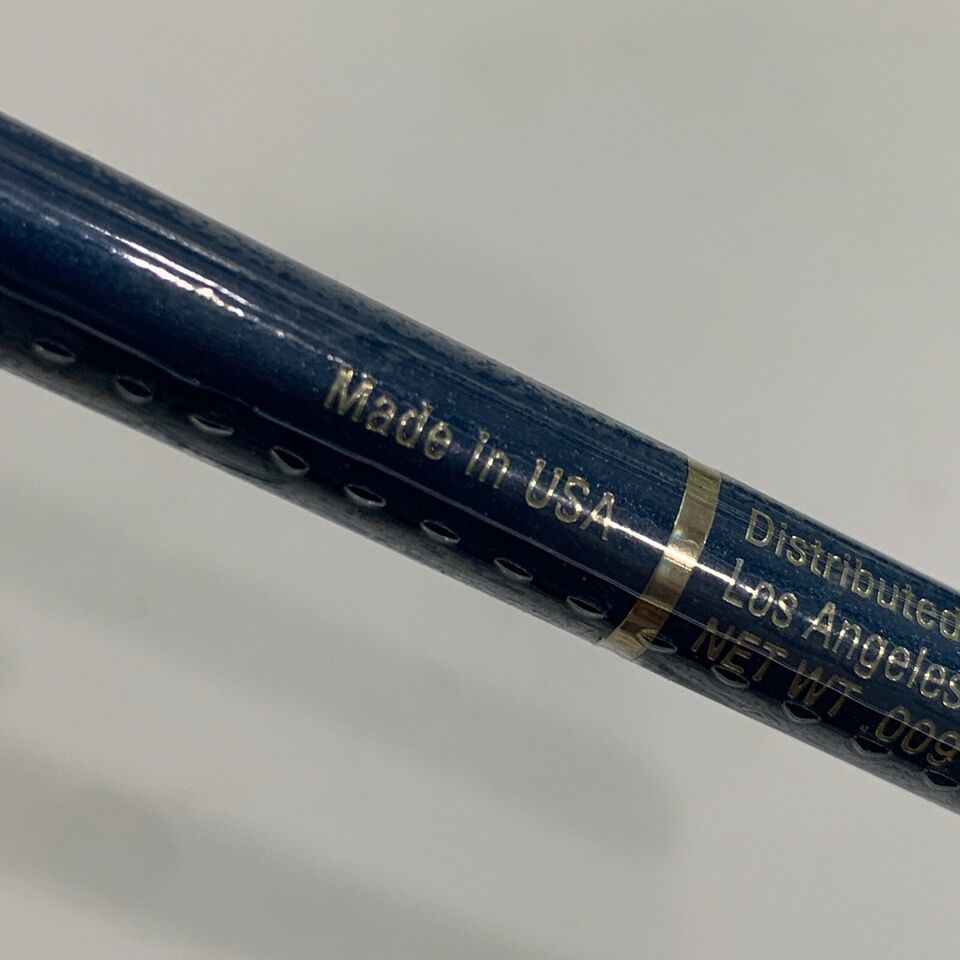 Made in USA
Distributed
Los Angeles
NET WT .009